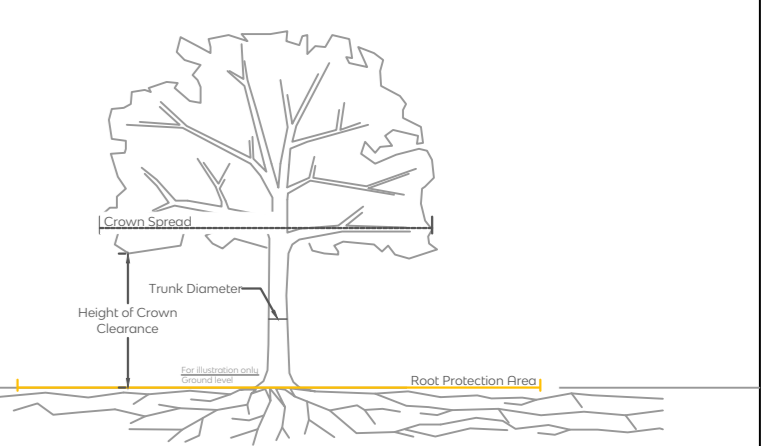 Crown Spread
Trunk Diameter
Height of Crown
Clearance
For illustration only
Ground level
Root Protection Area